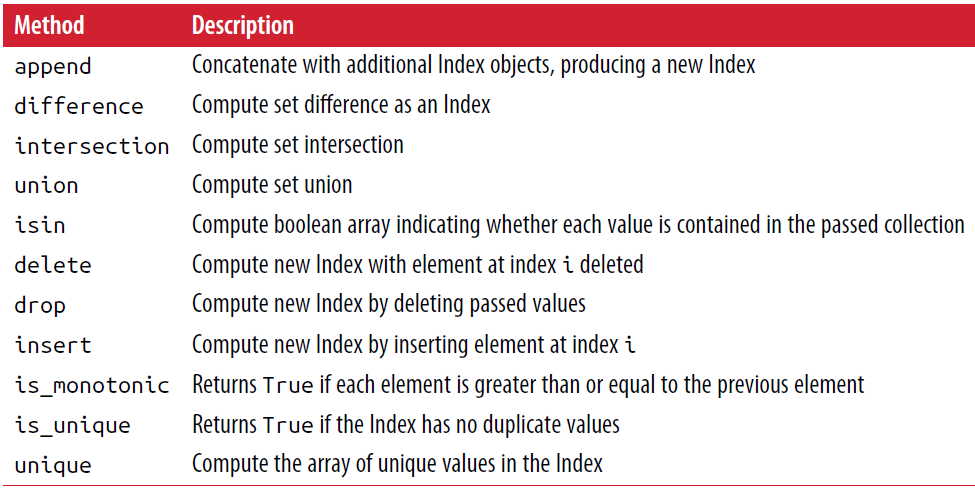 Method Description
append Concatenate with additional Index objects, producing a new Index
difference Compute set difference as an Index
intersection Compute set intersection
union Compute set union
isin Compute boolean array indicating whether each value is contained in the passed collection
delete Compute new Index with element at index i deleted
drop Compute new Index by deleting passed values
insert Compute new Index by inserting element at index i
is_monotonic Returns True if each element is greater than or equal to the previous element
is_unique Returns True if the Index has no duplicate values
unique Compute the array of unique values in the Index